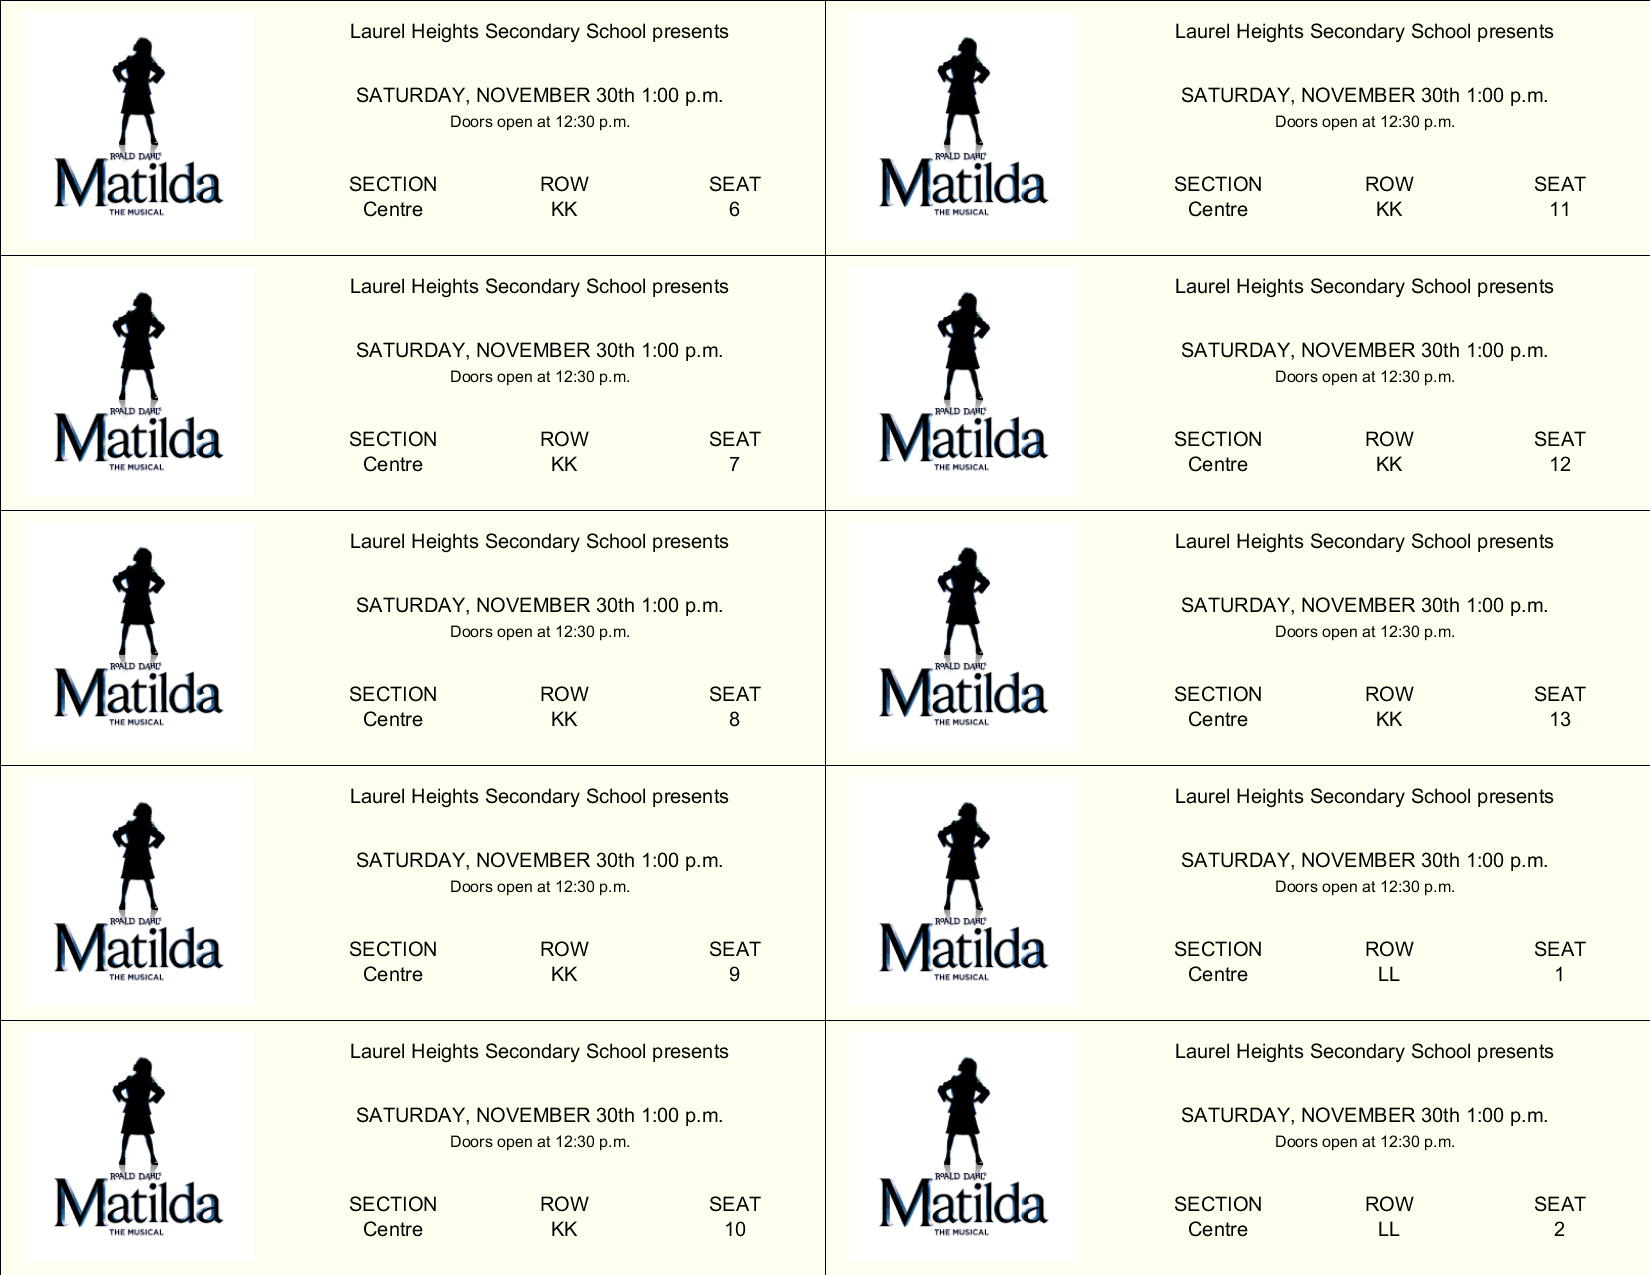 Laurel Heights Secondary School presents
SATURDAY, NOVEMBER 30th 1:00 p.m.
Doors open at 12:30 p.m.
ROALD DAHL'S
Matilda
THE MUSICAL
SECTION ROW SEAT
Centre KK 6
Laurel Heights Secondary School presents
SATURDAY, NOVEMBER 30th 1:00 p.m.
Doors open at 12:30 p.m.
ROALD DAHL'S
Matilda
THE MUSICAL
SECTION ROW SEAT
Centre KK 11
Laurel Heights Secondary School presents
SATURDAY, NOVEMBER 30th 1:00 p.m.
Doors open at 12:30 p.m.
ROALD DAHL'S
Matilda
THE MUSICAL
SECTION ROW SEAT
Centre KK 7
Laurel Heights Secondary School presents
SATURDAY, NOVEMBER 30th 1:00 p.m.
Doors open at 12:30 p.m.
ROALD DAHL'S
Matilda
THE MUSICAL
SECTION ROW SEAT
Centre KK 12
Laurel Heights Secondary School presents
SATURDAY, NOVEMBER 30th 1:00 p.m.
Doors open at 12:30 p.m.
ROALD DAHL'S
Matilda
THE MUSICAL
SECTION ROW SEAT
Centre KK 8
Laurel Heights Secondary School presents
SATURDAY, NOVEMBER 30th 1:00 p.m.
Doors open at 12:30 p.m.
ROALD DAHL'S
Matilda
THE MUSICAL
SECTION ROW SEAT
Centre KK 13
Laurel Heights Secondary School presents
SATURDAY, NOVEMBER 30th 1:00 p.m.
Doors open at 12:30 p.m.
ROALD DAHL'S
Matilda
THE MUSICAL
SECTION ROW SEAT
Centre KK 9
Laurel Heights Secondary School presents
SATURDAY, NOVEMBER 30th 1:00 p.m.
Doors open at 12:30 p.m.
ROALD DAHL'S
Matilda
THE MUSICAL
SECTION ROW SEAT
Centre LL 1
Laurel Heights Secondary School presents
SATURDAY, NOVEMBER 30th 1:00 p.m.
Doors open at 12:30 p.m.
ROALD DAHL'S
Matilda
THE MUSICAL
SECTION ROW SEAT
Centre KK 10
Laurel Heights Secondary School presents
SATURDAY, NOVEMBER 30th 1:00 p.m.
Doors open at 12:30 p.m.
ROALD DAHL'S
Matilda
THE MUSICAL
SECTION ROW SEAT
Centre LL 2